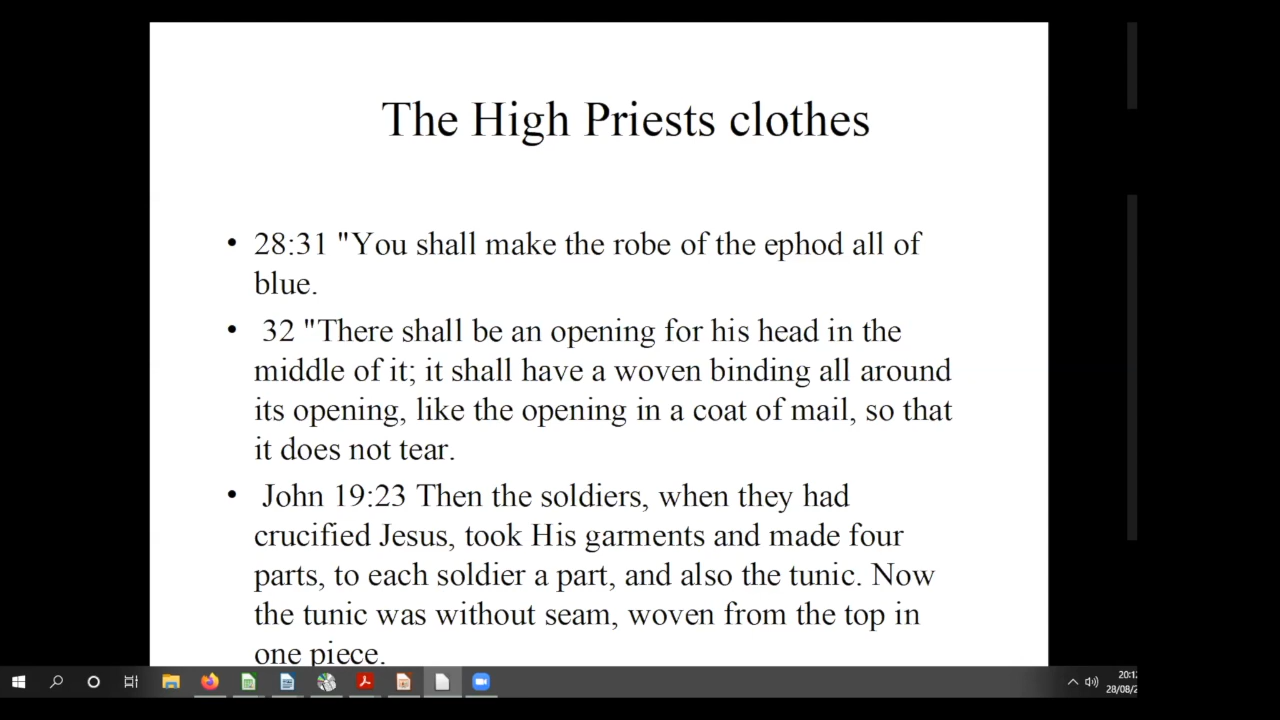 The High Priests clothes
• 28:31 "You shall make the robe of the ephod all of
blue.
• 32 "There shall be an opening for his head in the
middle of it; it shall have a woven binding all around
its opening, like the opening in a coat of mail, so that
it does not tear.
• John 19:23 Then the soldiers, when they had
crucified Jesus, took His garments and made four
parts, to each soldier a part, and also the tunic. Now
the tunic was without seam, woven from the top in
one piece.
20:12
28/08/2